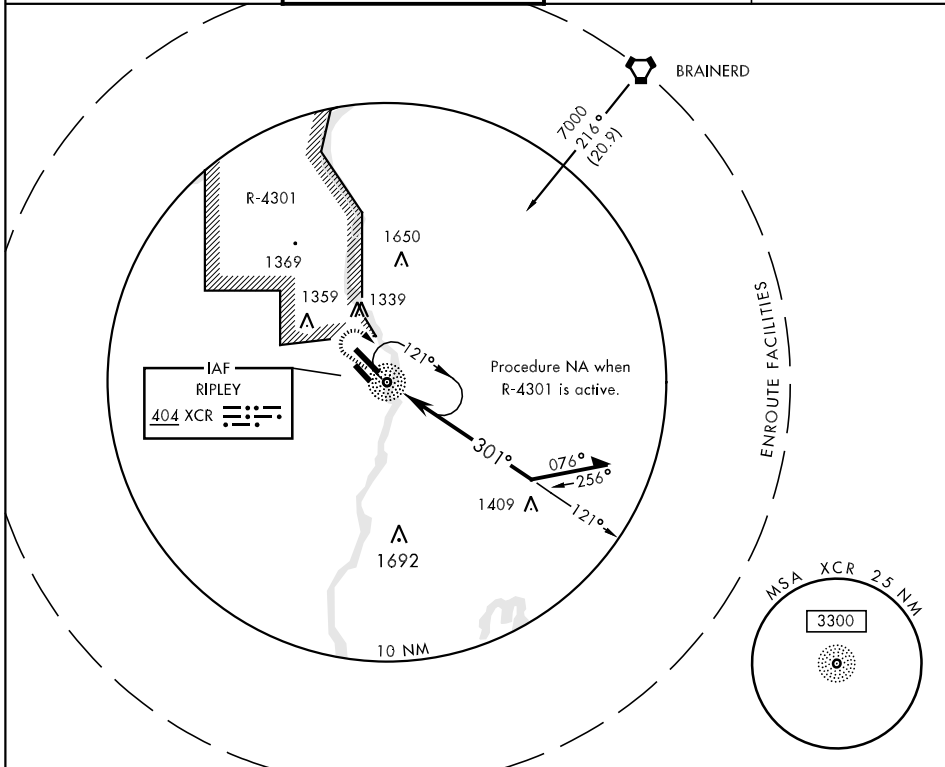 BRAINERD
7000
216°
(20.9)
R-4301
1369
1650
1359
1339
121°
Procedure NA when
R-4301 is active.
IAF
RIPLEY
404 XCR
301°
076°
256°
1409
121°
1692
10 NM
ENROUTE FACILITIES
MSA XCR 25 NM
3300